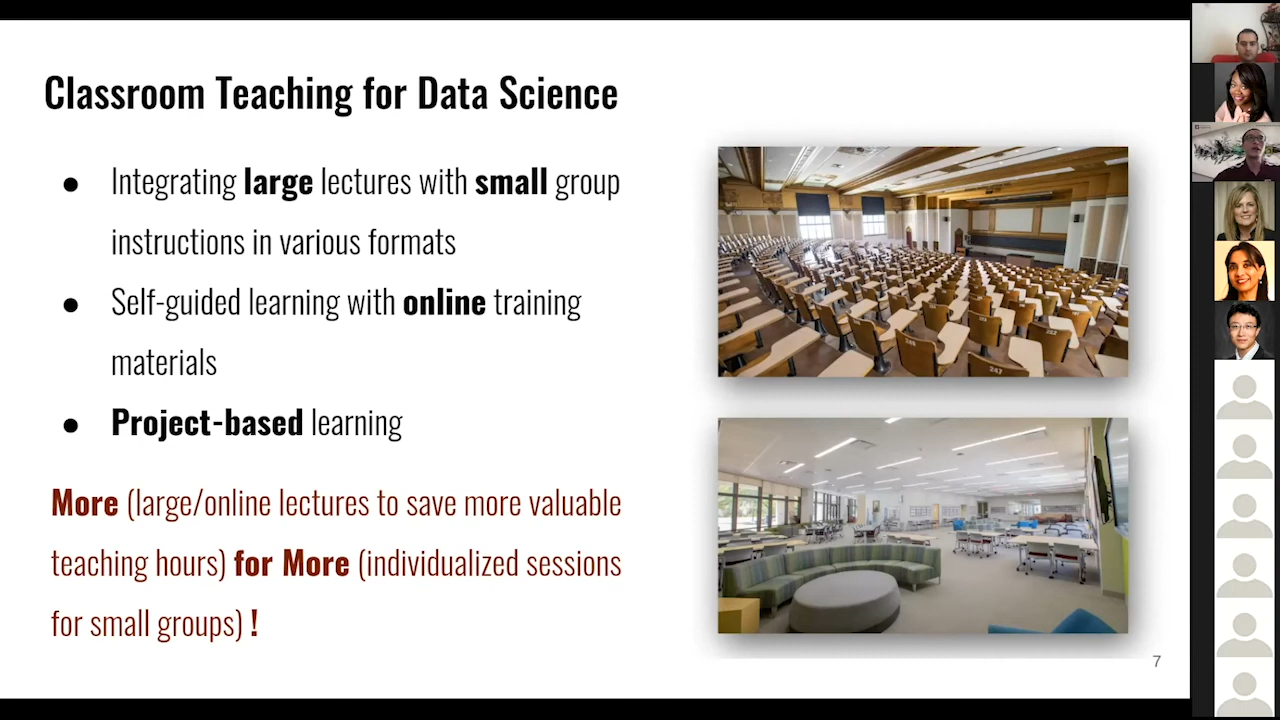 Classroom Teaching for Data Science
● Integrating large lectures with small group
instructions in various formats
● Self-guided learning with online training
materials
● Project-based learning
More (large/online lectures to save more valuable
teaching hours) for More (individualized sessions
for small groups) !
247
7